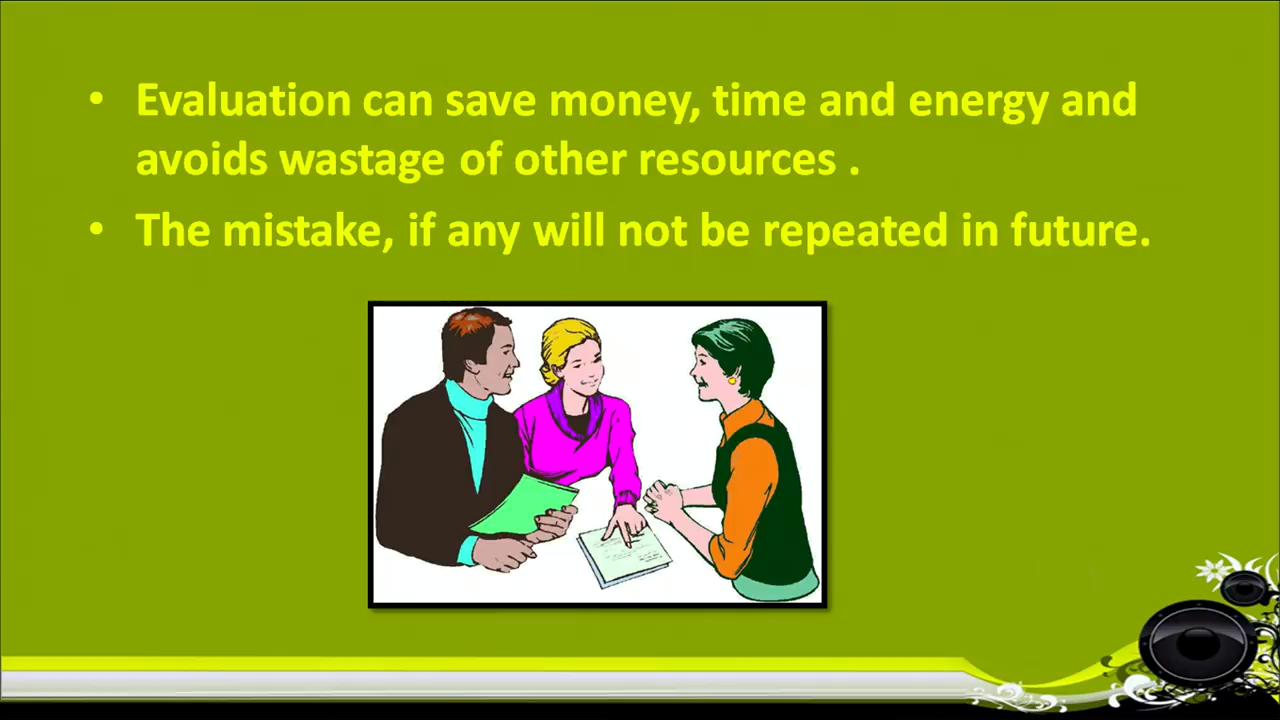 • Evaluation can save money, time and energy and
avoids wastage of other resources .
• The mistake, if any will not be repeated in future.